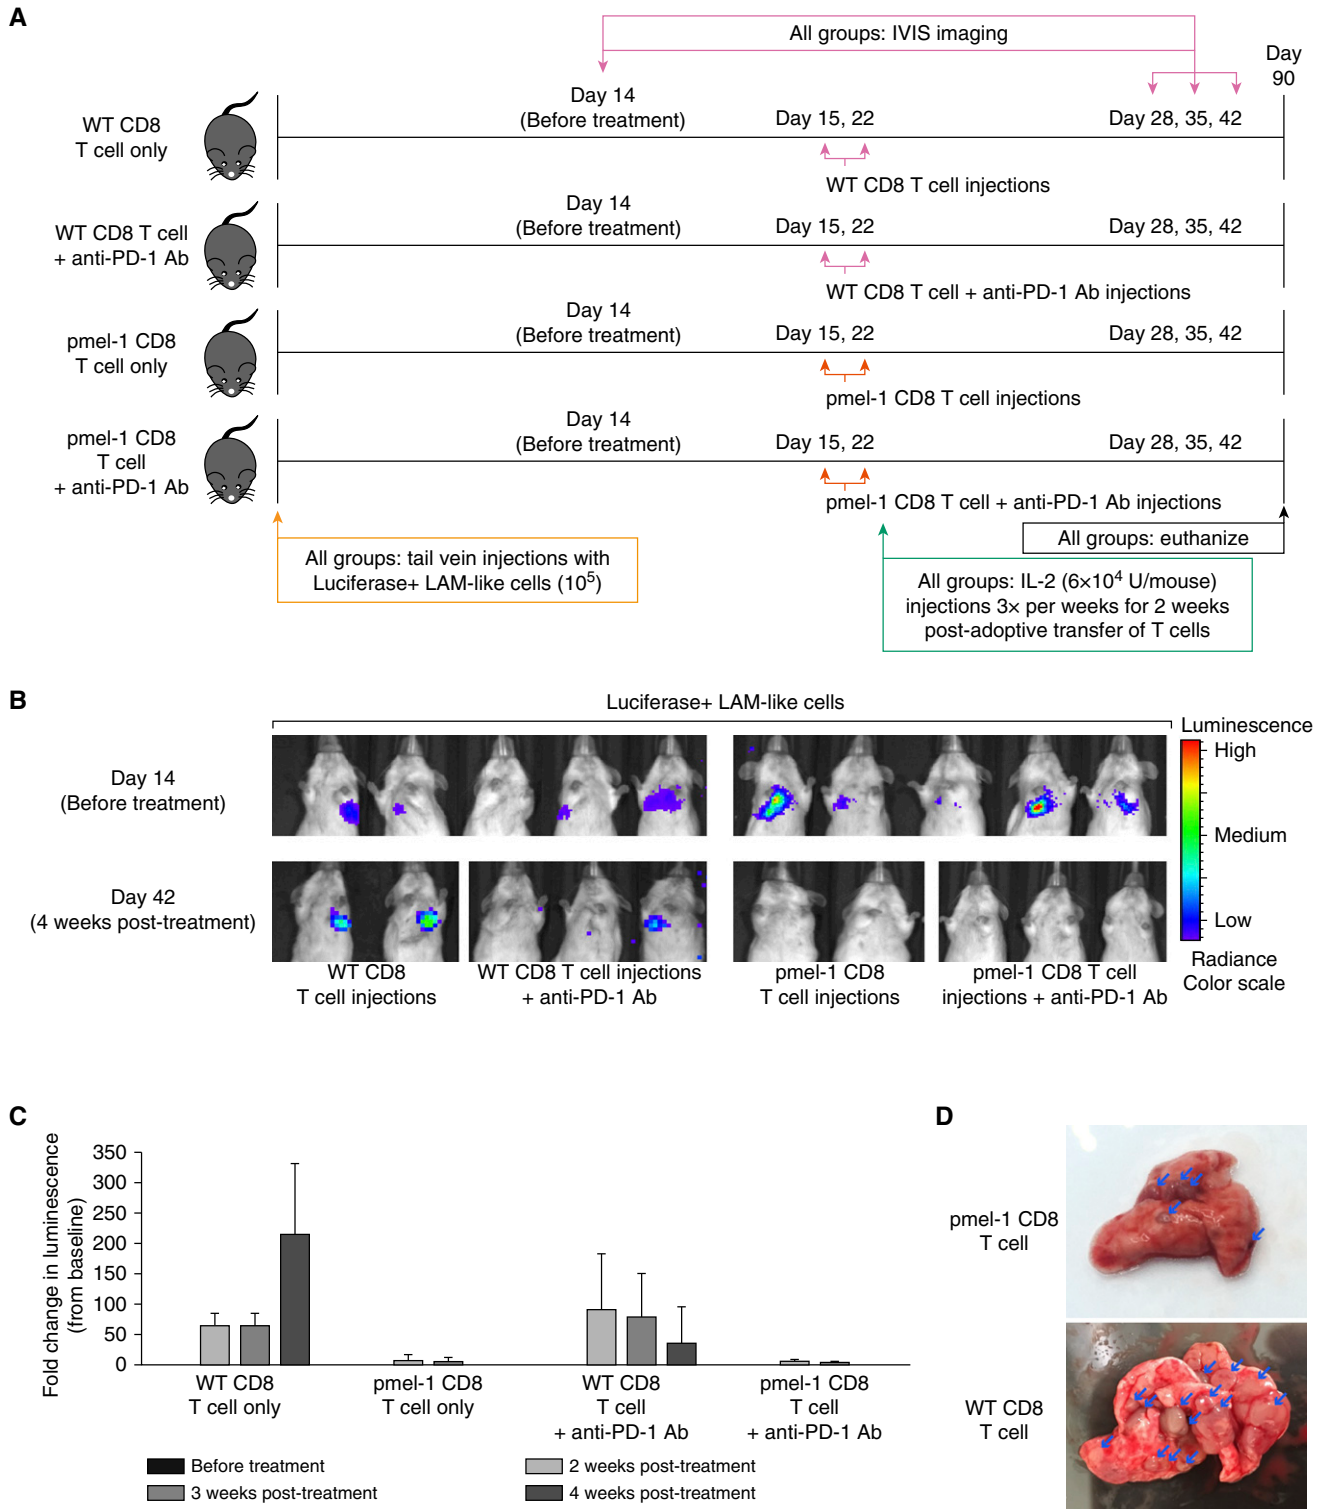 A
All groups: IVIS imaging
Day
90
WT CD8
T cell only
Day 14
(Before treatment)
Day 15, 22
Day 28, 35, 42
WT CD8 T cell injections
WT CD8 T cell
+ anti-PD-1 Ab
Day 14
(Before treatment)
Day 15, 22
Day 28, 35, 42
WT CD8 T cell + anti-PD-1 Ab injections
pmel-1 CD8
T cell only
Day 14
(Before treatment)
Day 15, 22
Day 28, 35, 42
pmel-1 CD8 T cell injections
pmel-1 CD8
T cell
+ anti-PD-1 Ab
Day 14
(Before treatment)
Day 15, 22
Day 28, 35, 42
pmel-1 CD8 T cell + anti-PD-1 Ab injections
All groups: euthanize
All groups: tail vein injections with
Luciferase+ LAM-like cells (10⁵)
All groups: IL-2 (6×10⁴ U/mouse)
injections 3× per weeks for 2 weeks
post-adoptive transfer of T cells
B
Luciferase+ LAM-like cells
Luminescence
High
Medium
Low
Radiance
Color scale
Day 14
(Before treatment)
Day 42
(4 weeks post-treatment)
WT CD8
T cell injections
WT CD8 T cell injections
+ anti-PD-1 Ab
pmel-1 CD8
T cell injections
pmel-1 CD8 T cell
injections + anti-PD-1 Ab
C
Fold change in luminescence
(from baseline)
350
300
250
200
150
100
50
0
WT CD8
T cell only
pmel-1 CD8
T cell only
WT CD8
T cell
+ anti-PD-1 Ab
pmel-1 CD8
T cell
+ anti-PD-1 Ab
Before treatment
2 weeks post-treatment
3 weeks post-treatment
4 weeks post-treatment
D
pmel-1 CD8
T cell
WT CD8
T cell